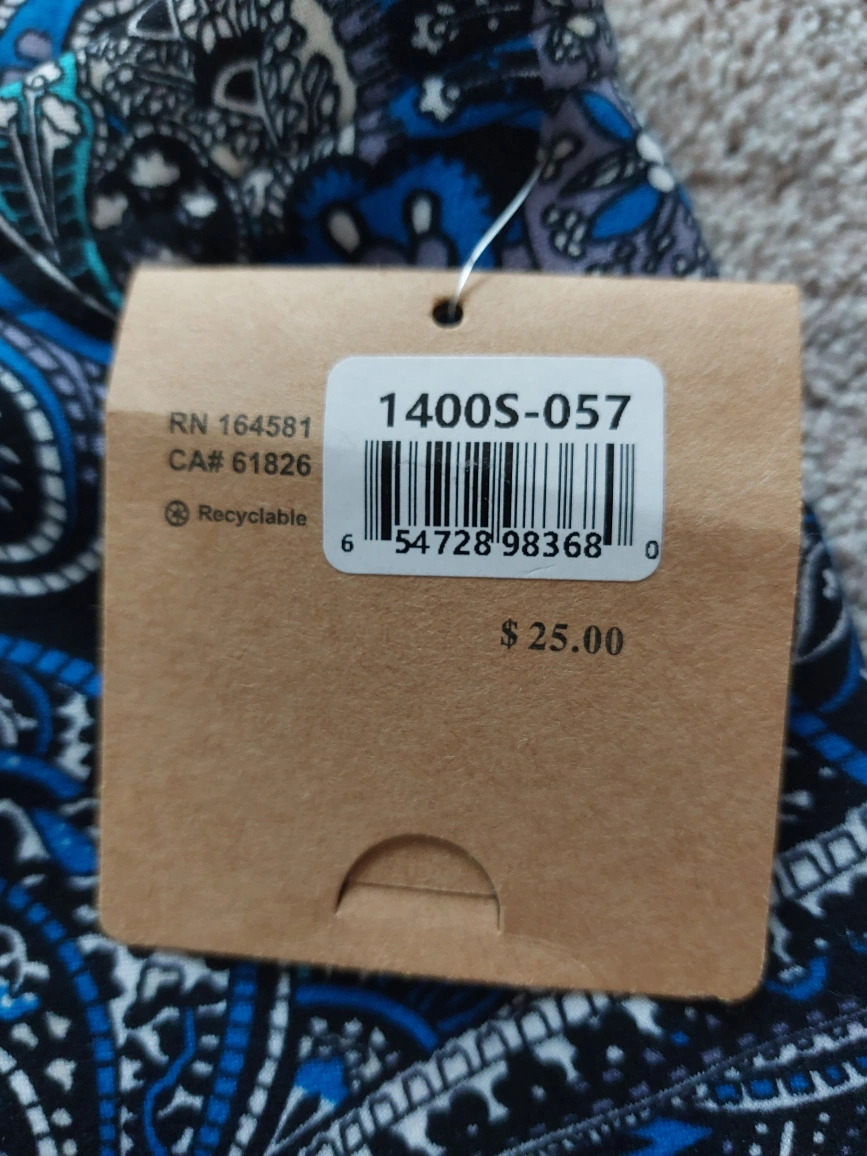 1400S-057
RN 164581
CA# 61826
Recyclable
6 54728 98368 0
$ 25.00